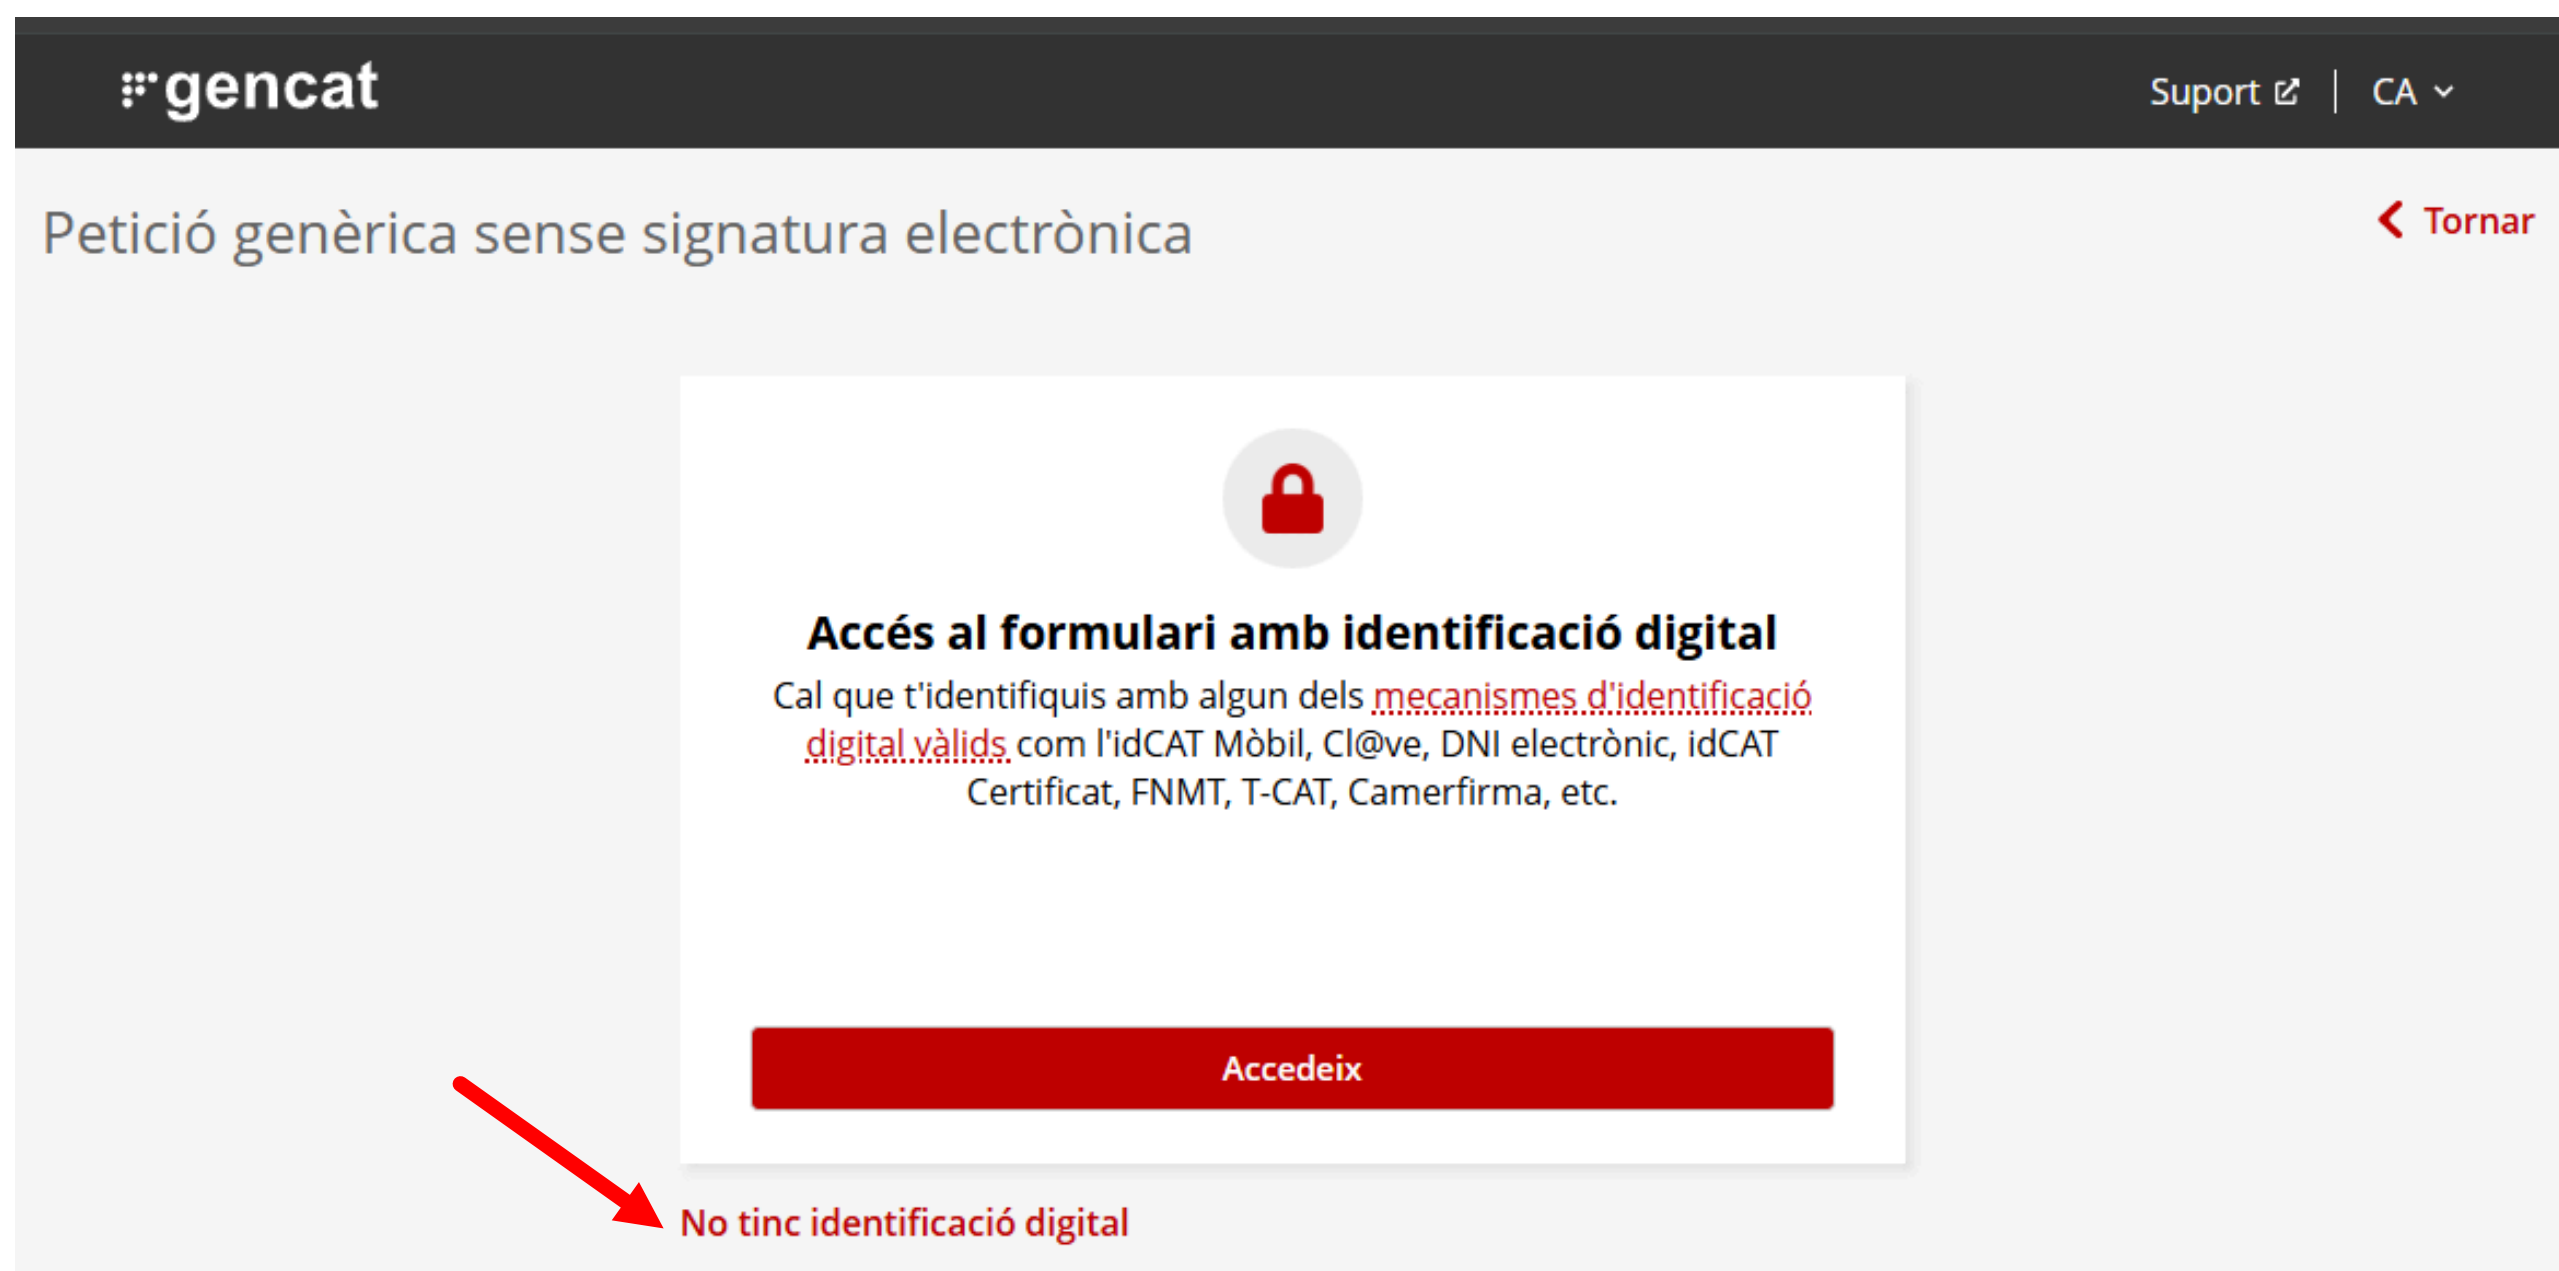 gencat
Suport
CA
Petició genèrica sense signatura electrònica
Tornar
Accés al formulari amb identificació digital
Cal que t'identifiquis amb algun dels mecanismes d'identificació
digital vàlids com l'idCAT Mòbil, Cl@ve, DNI electrònic, idCAT
Certificat, FNMT, T-CAT, Camerfirma, etc.
Accedeix
No tinc identificació digital